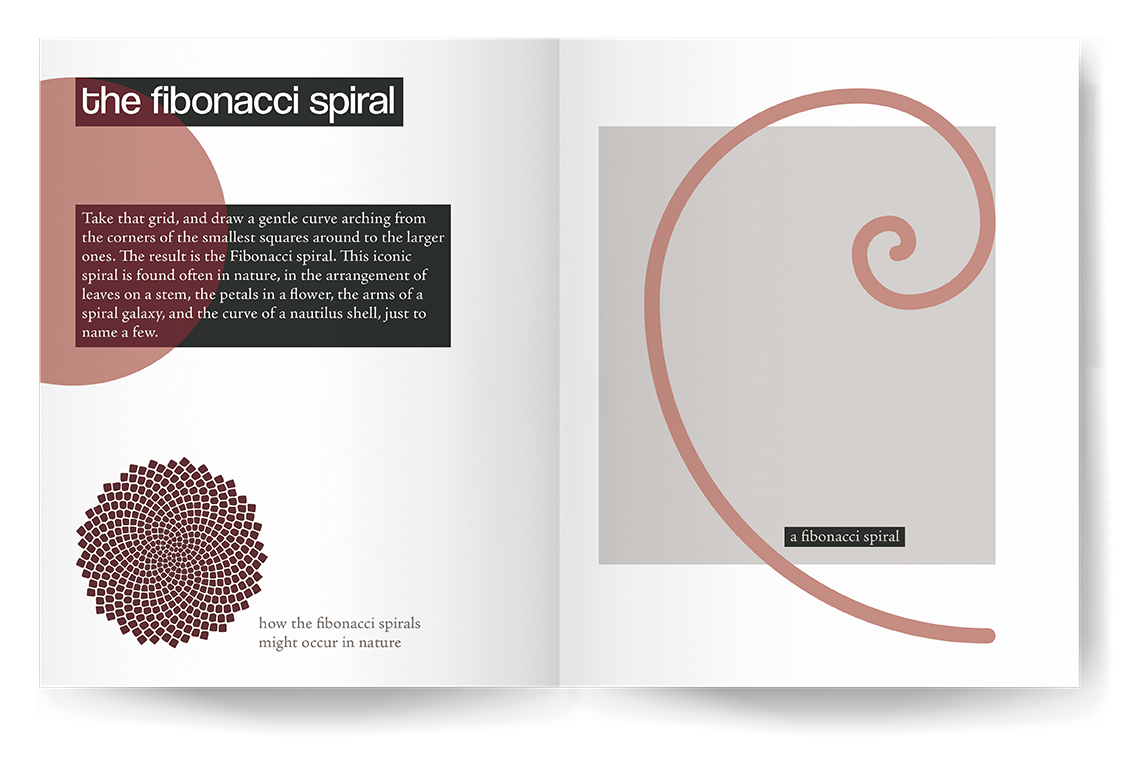 the fibonacci spiral
Take that grid, and draw a gentle curve arching from
the corners of the smallest squares around to the larger
ones. The result is the Fibonacci spiral. This iconic
spiral is found often in nature, in the arrangement of
leaves on a stem, the petals in a flower, the arms of a
spiral galaxy, and the curve of a nautilus shell, just to
name a few.
how the fibonacci spirals
might occur in nature
a fibonacci spiral